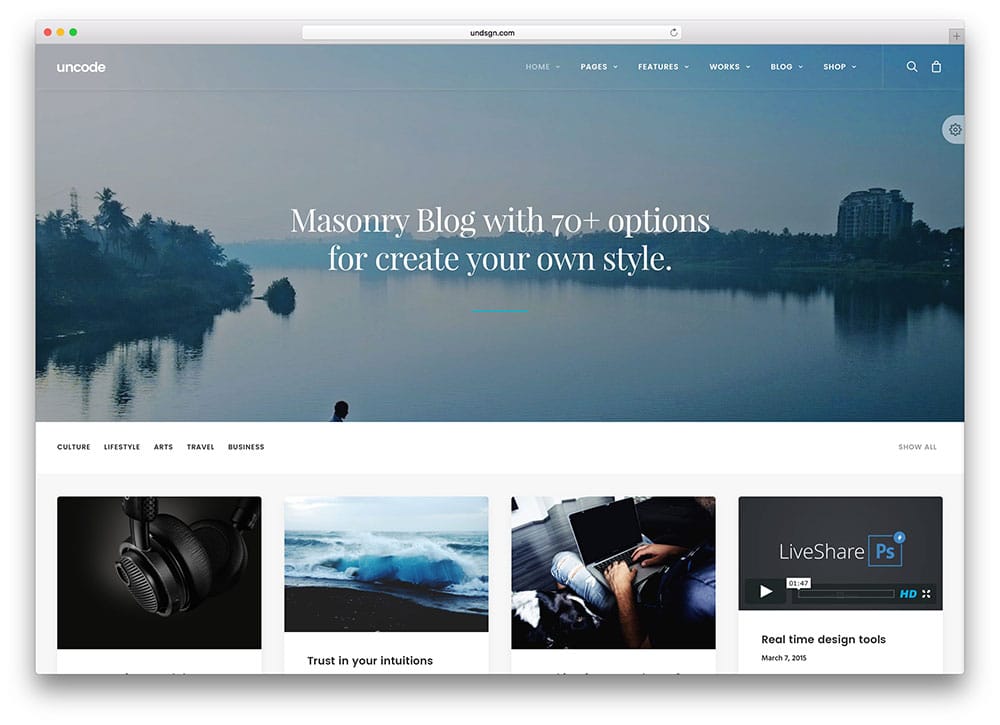 undsgn.com
uncode
HOME PAGES FEATURES WORKS BLOG SHOP
Masonry Blog with 70+ options
for create your own style.
CULTURE LIFESTYLE ARTS TRAVEL BUSINESS SHOW ALL
LiveShare Ps
01:47
HD
Real time design tools
March 7, 2015
Trust in your intuitions